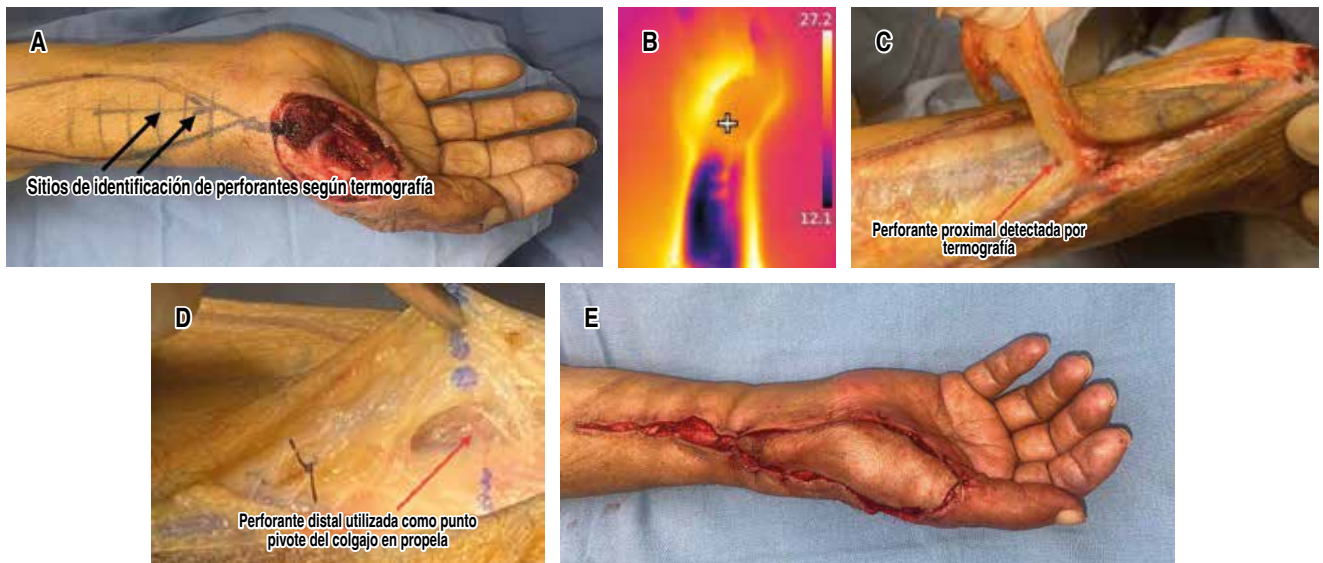 A
Sitios de identificación de perforantes según termografía
B
27.2
12.1
C
Perforante proximal detectada por
termografía
D
Perforante distal utilizada como punto
pivote del colgajo en propela
E